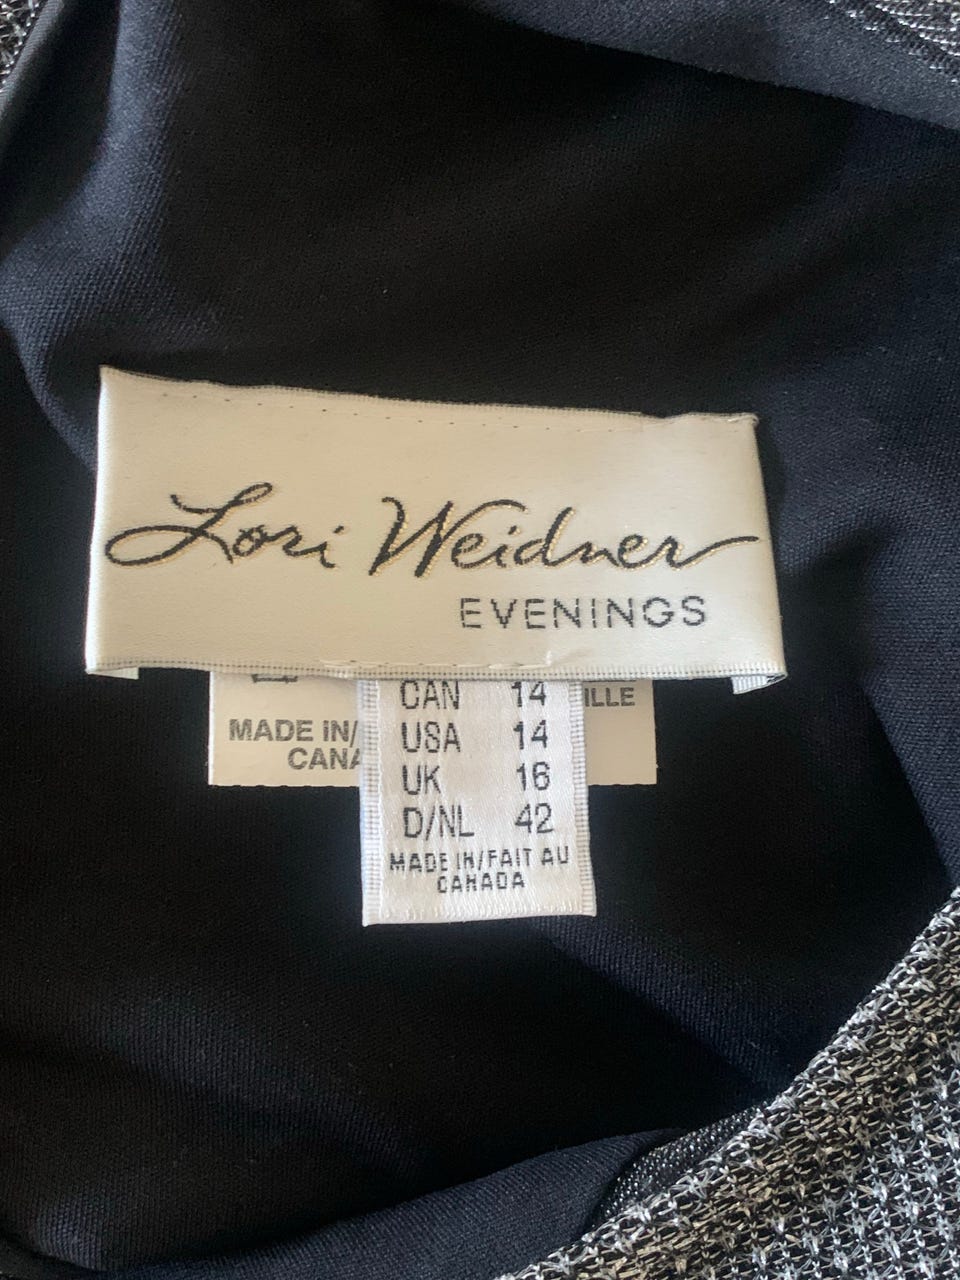 Lori Weidner
EVENINGS
CAN 14
USA 14
UK 16
D/NL 42
MADE IN/FAIT AU
CANADA
ILLE
MADE IN/
CANA